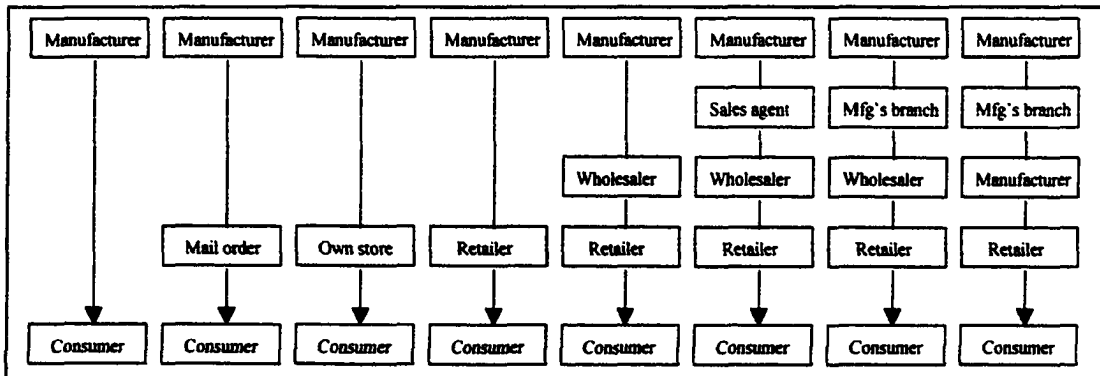 Manufacturer Manufacturer Manufacturer Manufacturer Manufacturer Manufacturer Manufacturer Manufacturer
Sales agent Mfg's branch Mfg's branch
Wholesaler Wholesaler Wholesaler Manufacturer
Mail order Own store Retailer Retailer Retailer Retailer Retailer
Consumer Consumer Consumer Consumer Consumer Consumer Consumer Consumer